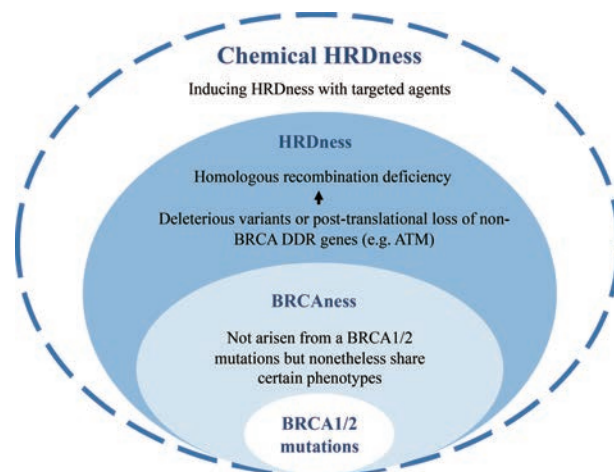 Chemical HRDness
Inducing HRDness with targeted agents
HRDness
Homologous recombination deficiency
Deleterious variants or post-translational loss of non-
BRCA DDR genes (e.g. ATM)
BRCAness
Not arisen from a BRCA1/2
mutations but nonetheless share
certain phenotypes
BRCA1/2
mutations